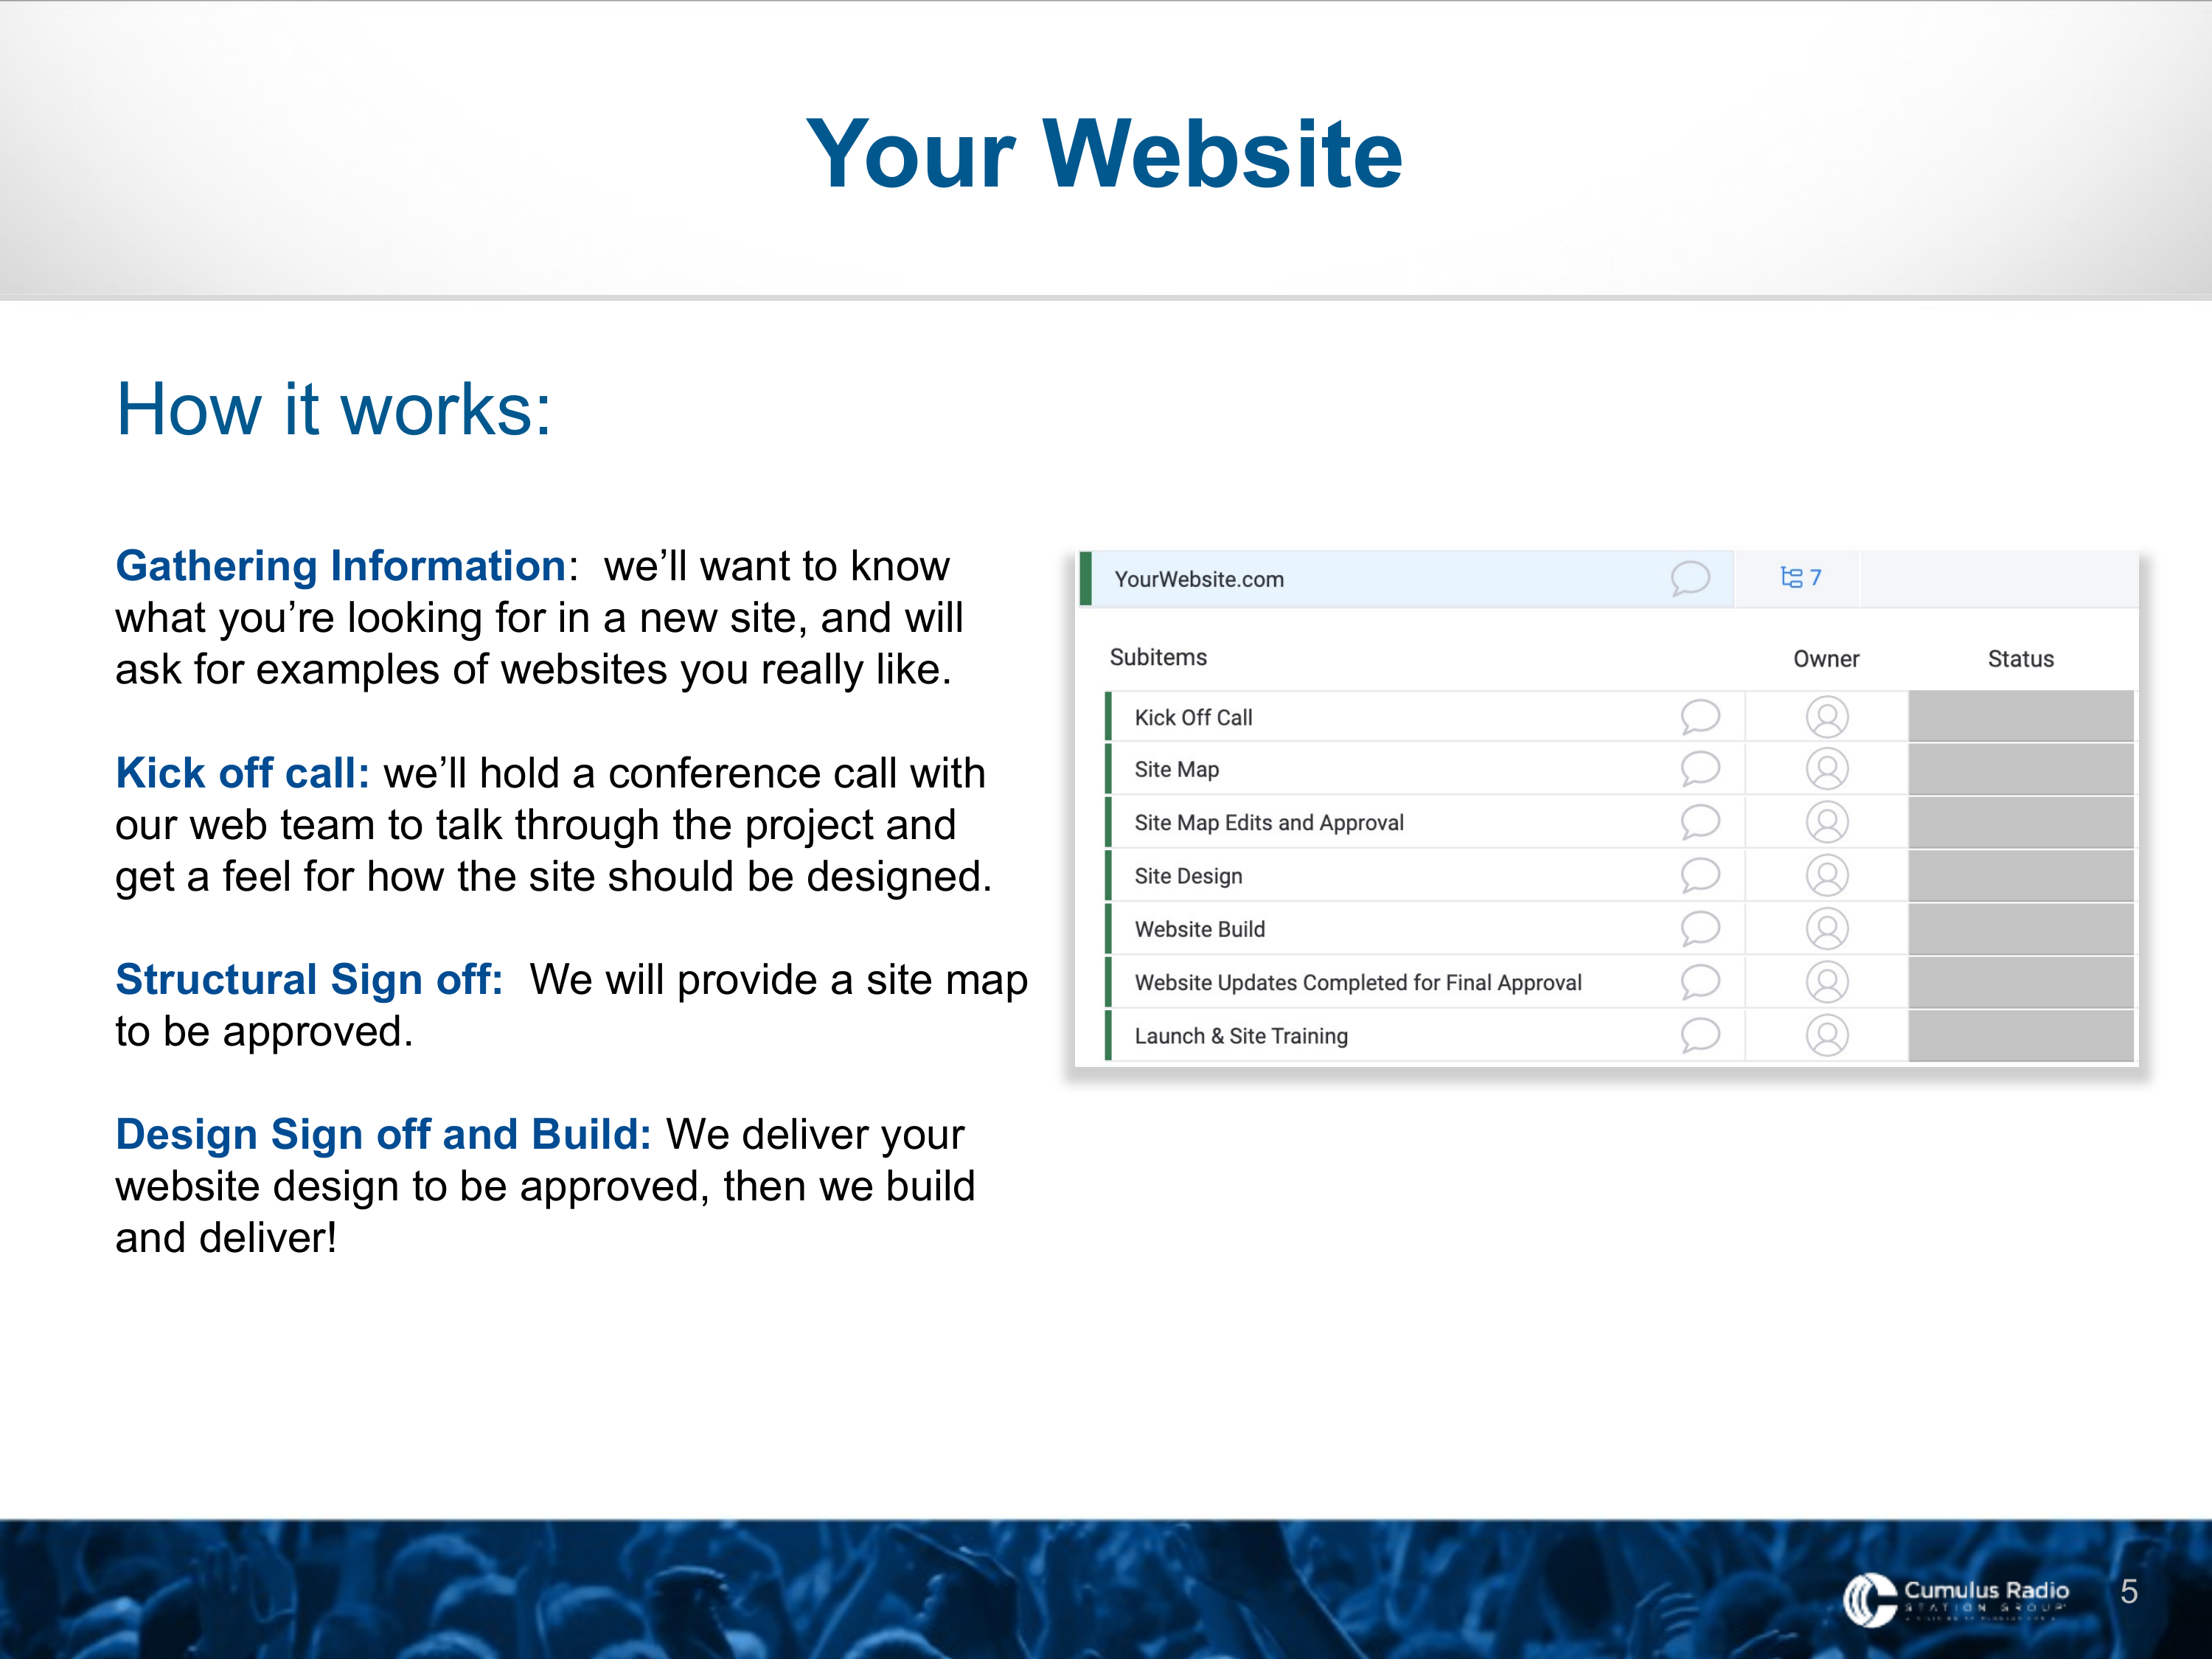 Your Website
How it works:
Gathering Information:  we’ll want to know
what you’re looking for in a new site, and will
ask for examples of websites you really like.
Kick off call: we’ll hold a conference call with
our web team to talk through the project and
get a feel for how the site should be designed.
Structural Sign off:  We will provide a site map
to be approved.
Design Sign off and Build: We deliver your
website design to be approved, then we build
and deliver!
YourWebsite.com 7
Subitems Owner Status
Kick Off Call
Site Map
Site Map Edits and Approval
Site Design
Website Build
Website Updates Completed for Final Approval
Launch & Site Training
Cumulus Radio
STATION GROUP
5